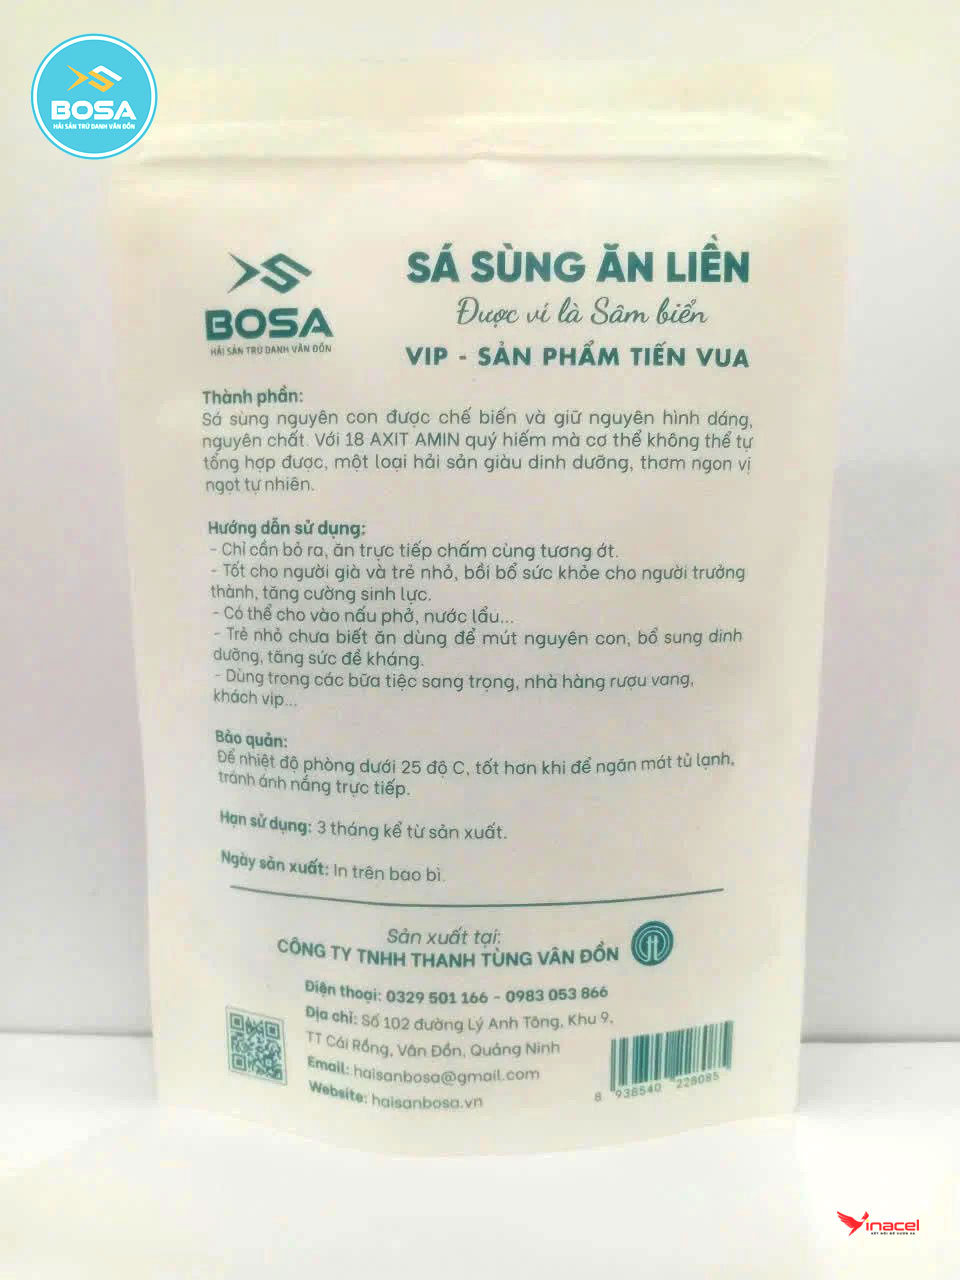 BOSA
HẢI SẢN TRỨ DANH VÂN ĐỒN
BOSA
HẢI SẢN TRỨ DANH VÂN ĐỒN
SÁ SÙNG ĂN LIỀN
Được ví là Sâm biển
VIP - SẢN PHẨM TIẾN VUA
Thành phần:
Sá sùng nguyên con được chế biến và giữ nguyên hình dáng,
nguyên chất. Với 18 AXIT AMIN quý hiếm mà cơ thể không thể tự
tổng hợp được, một loại hải sản giàu dinh dưỡng, thơm ngon vị
ngọt tự nhiên.
Hướng dẫn sử dụng:
- Chỉ cần bỏ ra, ăn trực tiếp chấm cùng tương ớt.
- Tốt cho người già và trẻ nhỏ, bồi bổ sức khỏe cho người trưởng
thành, tăng cường sinh lực.
- Có thể cho vào nấu phở, nước lẩu...
- Trẻ nhỏ chưa biết ăn dùng để mút nguyên con, bổ sung dinh
dưỡng, tăng sức đề kháng.
- Dùng trong các bữa tiệc sang trọng, nhà hàng rượu vang,
khách vip...
Bảo quản:
Để nhiệt độ phòng dưới 25 độ C, tốt hơn khi để ngăn mát tủ lạnh,
tránh ánh nắng trực tiếp.
Hạn sử dụng: 3 tháng kể từ sản xuất.
Ngày sản xuất: In trên bao bì.
Sản xuất tại:
CÔNG TY TNHH THANH TÙNG VÂN ĐỒN
Điện thoại: 0329 501 166 - 0983 053 866
Địa chỉ: Số 102 đường Lý Anh Tông, Khu 9,
TT Cái Rồng, Vân Đồn, Quảng Ninh
Email: haisanbosa@gmail.com
Website: haisanbosa.vn
8 938540 228085
Vinacel
KẾT NỐI ĐỂ VƯƠN XA